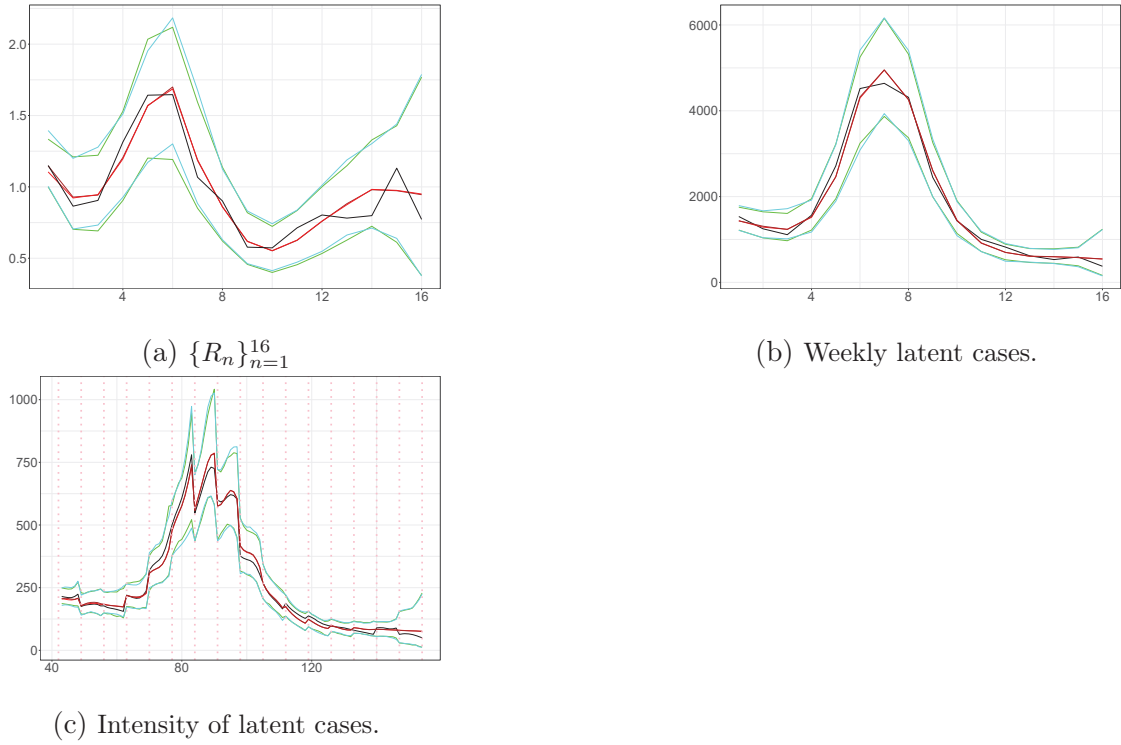 2.0
1.5
1.0
0.5
4 8 12 16
(a) {R_n}_{n=1}^{16}
6000
4000
2000
0
4 8 12 16
(b) Weekly latent cases.
1000
750
500
250
0
40 80 120
(c) Intensity of latent cases.